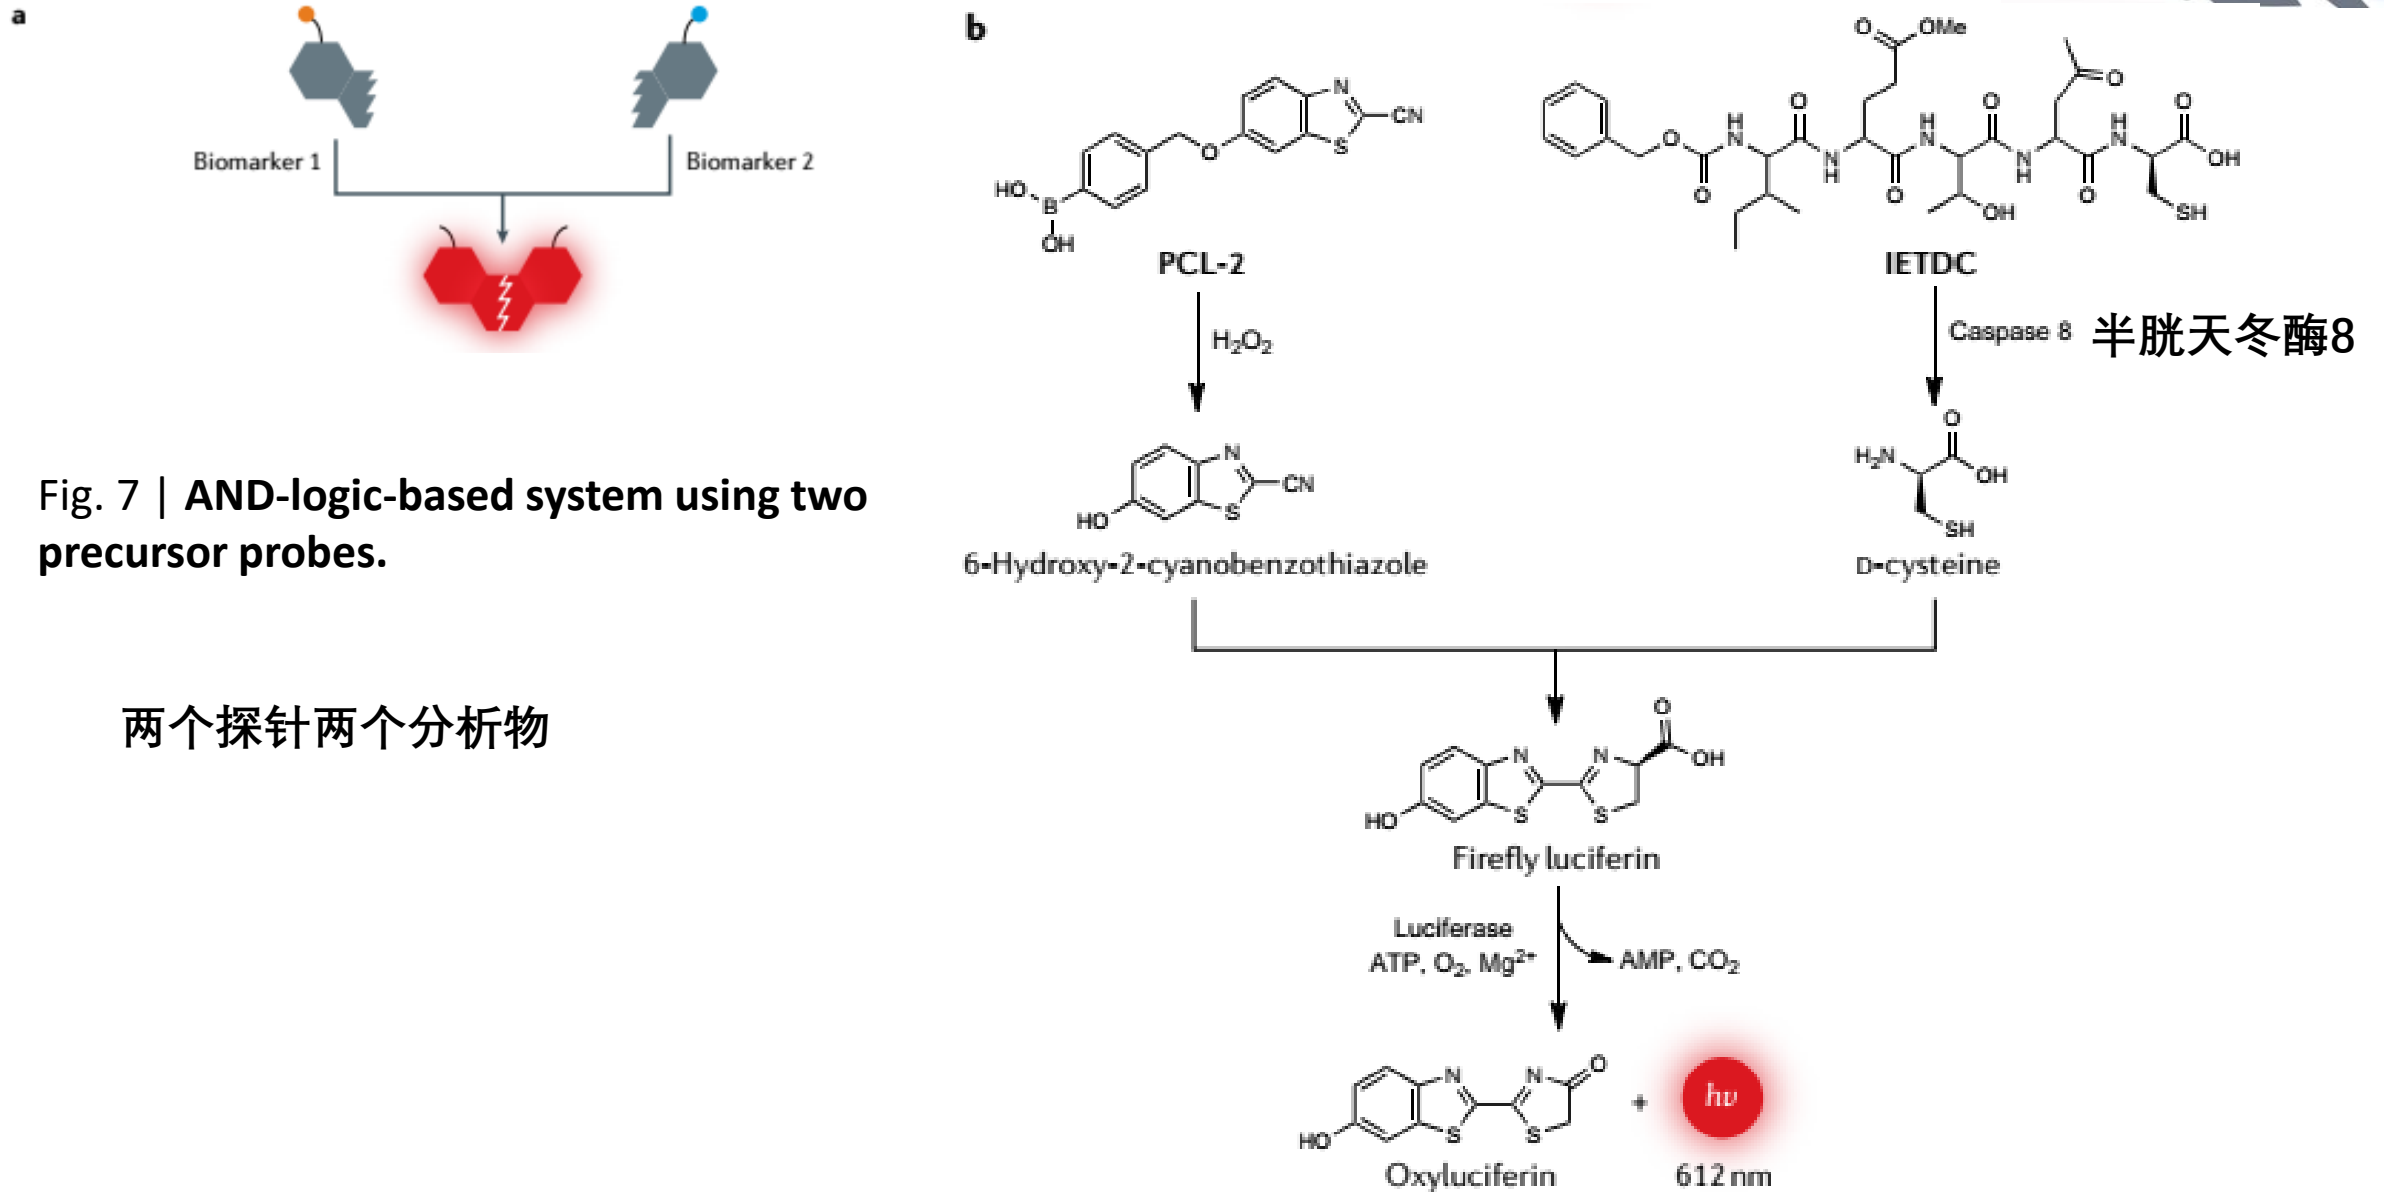 a
Biomarker 1
Biomarker 2
Fig. 7 | AND-logic-based system using two
precursor probes.
两个探针两个分析物
b
N
CN
S
O
HO
B
OH
PCL-2
H₂O₂
N
CN
S
HO
6-Hydroxy-2-cyanobenzothiazole
O
OMe
O
O
O
O
H
N
O
H
N
H
N
OH
O
N
H
O
N
H
O
OH
SH
IETDC
Caspase 8 半胱天冬酶8
O
H₂N
OH
SH
D-cysteine
O
N
N
OH
S
S
HO
Firefly luciferin
Luciferase
ATP, O₂, Mg²⁺
AMP, CO₂
O
N
N
S
S
HO
+
hν
Oxyluciferin
612 nm